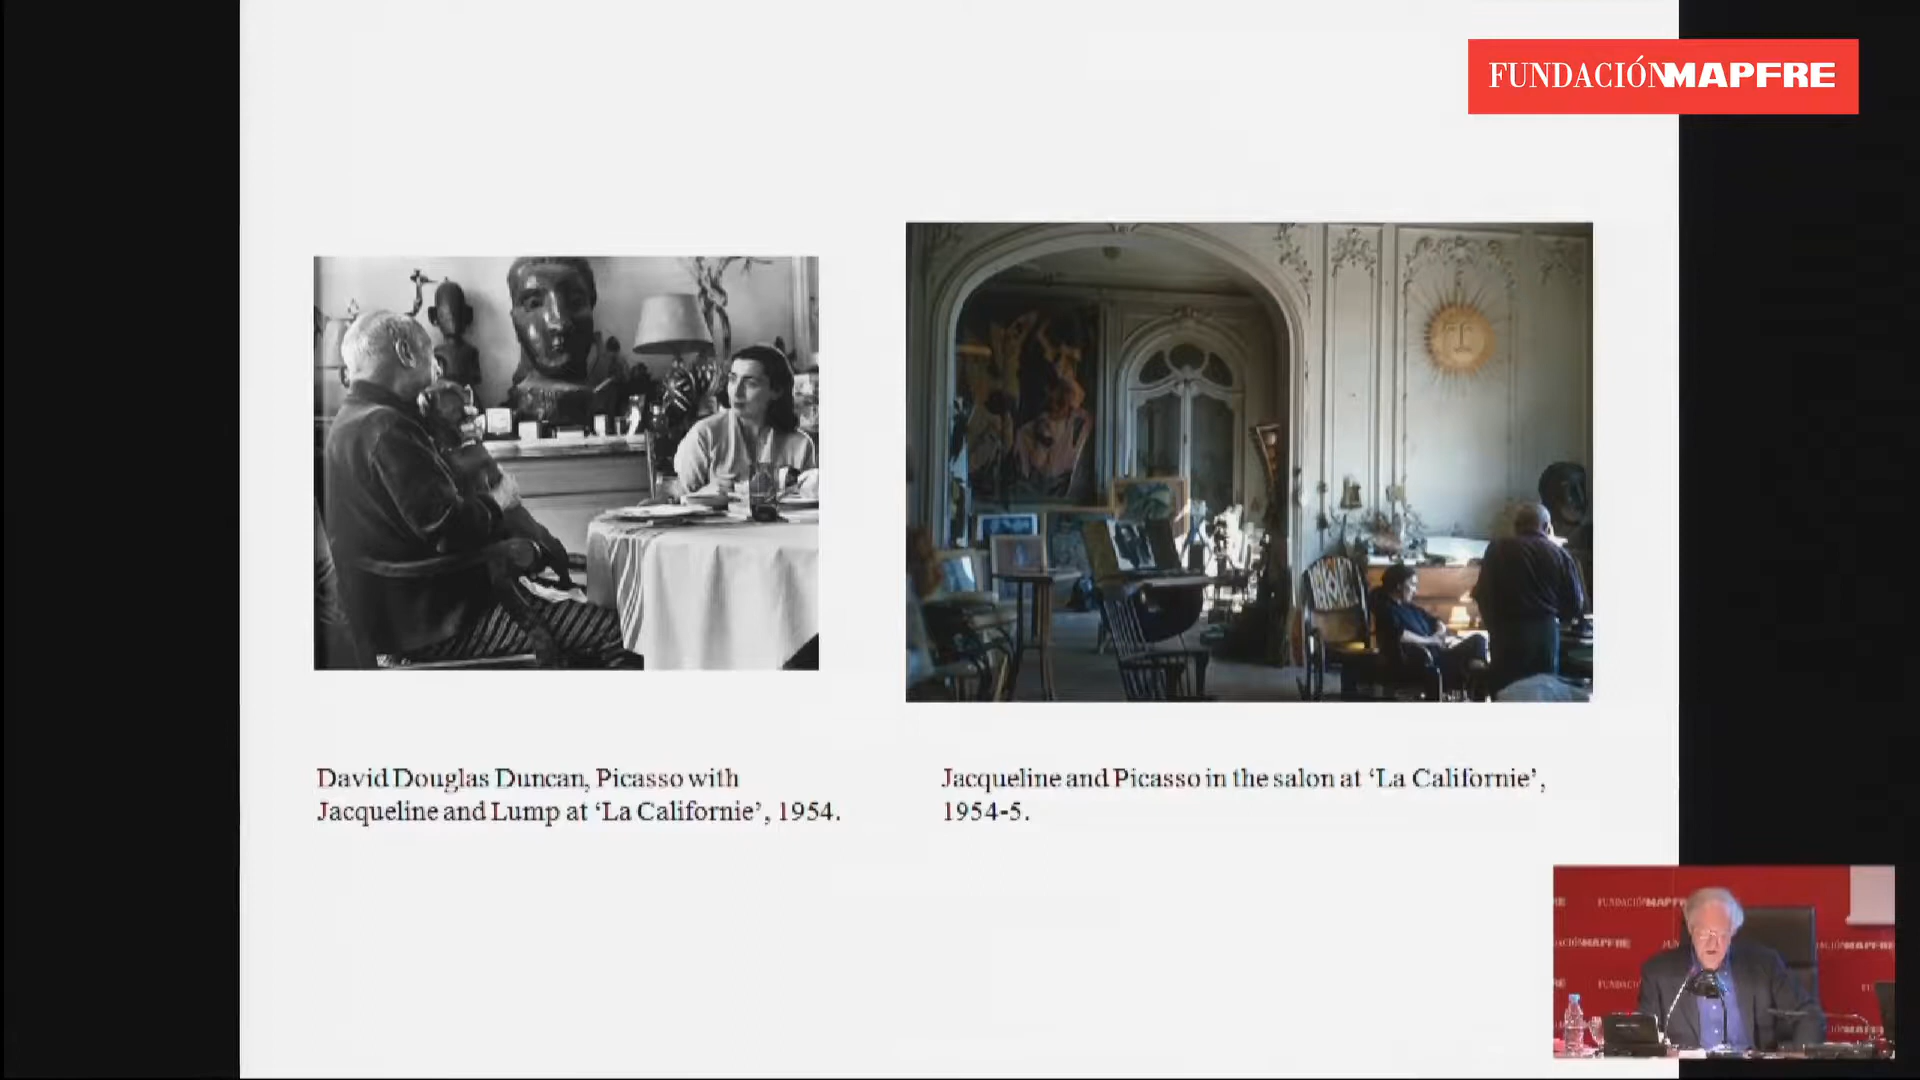 FUNDACIÓNMAPFRE
David Douglas Duncan, Picasso with
Jacqueline and Lump at ‘La Californie’, 1954.
Jacqueline and Picasso in the salon at ‘La Californie’,
1954-5.
FUNDACIÓNMAPFRE